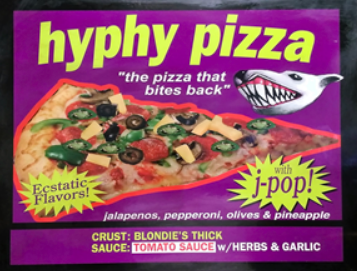 hyphy pizza
"the pizza that
bites back"
Ecstatic
Flavors!
with
j-pop!
jalapenos, pepperoni, olives & pineapple
CRUST: BLONDIE'S THICK
SAUCE: TOMATO SAUCE w/HERBS & GARLIC